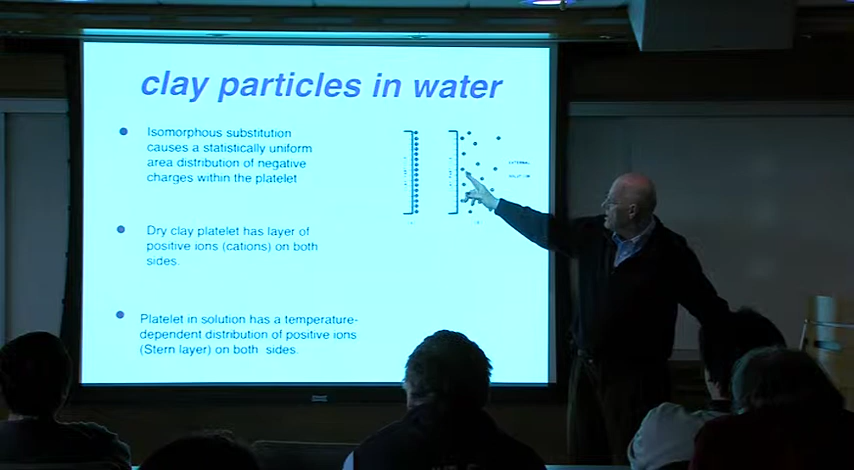 clay particles in water
Isomorphous substitution
causes a statistically uniform
area distribution of negative
charges within the platelet
EXTERNAL
SOLUTION
Dry clay platelet has layer of
positive ions (cations) on both
sides.
Platelet in solution has a temperature-
dependent distribution of positive ions
(Stern layer) on both sides.